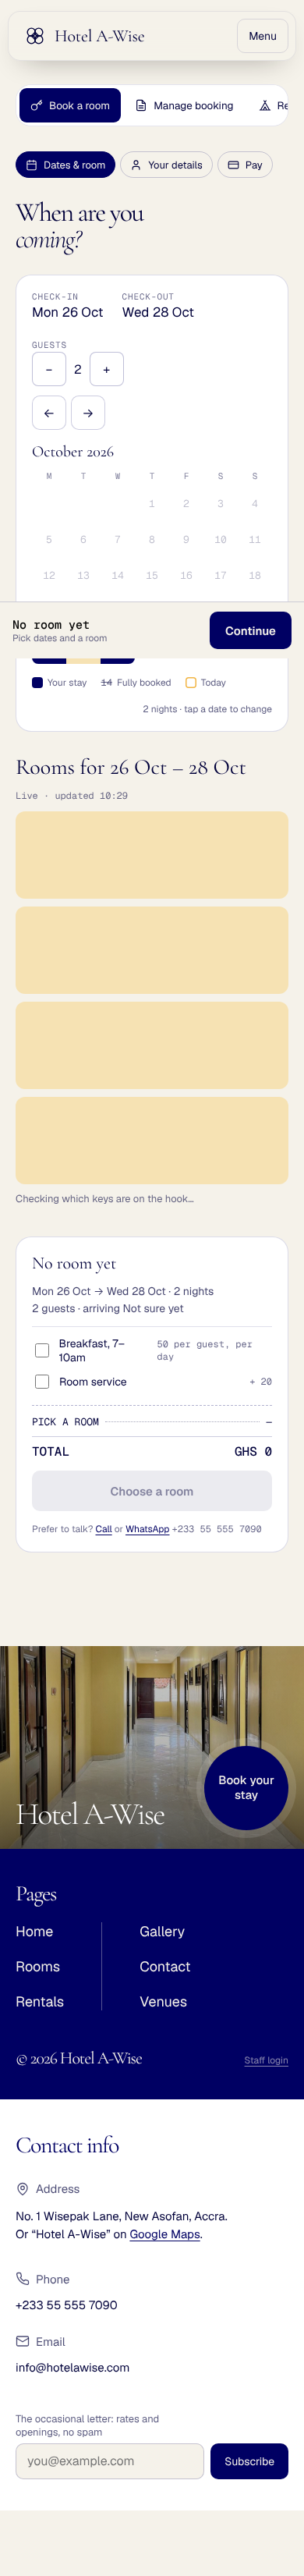 Hotel A-Wise
Menu
Book a room
Manage booking
Re
Dates & room
Your details
Pay
When are you
coming?
CHECK-IN
CHECK-OUT
Mon 26 Oct
Wed 28 Oct
GUESTS
− 2 +
← →
October 2026
M T W T F S S
1 2 3 4
5 6 7 8 9 10 11
12 13 14 15 16 17 18
No room yet
Pick dates and a room
Continue
Your stay
14 Fully booked
Today
2 nights · tap a date to change
Rooms for 26 Oct – 28 Oct
Live · updated 10:29
Checking which keys are on the hook…
No room yet
Mon 26 Oct → Wed 28 Oct · 2 nights
2 guests · arriving Not sure yet
Breakfast, 7–
10am
50 per guest, per
day
Room service
+ 20
PICK A ROOM —
TOTAL GHS 0
Choose a room
Prefer to talk? Call or WhatsApp +233 55 555 7090
Book your
stay
Hotel A-Wise
Pages
Home
Gallery
Rooms
Contact
Rentals
Venues
© 2026 Hotel A-Wise
Staff login
Contact info
Address
No. 1 Wisepak Lane, New Asofan, Accra.
Or “Hotel A-Wise” on Google Maps.
Phone
+233 55 555 7090
Email
info@hotelawise.com
The occasional letter: rates and
openings, no spam
you@example.com
Subscribe